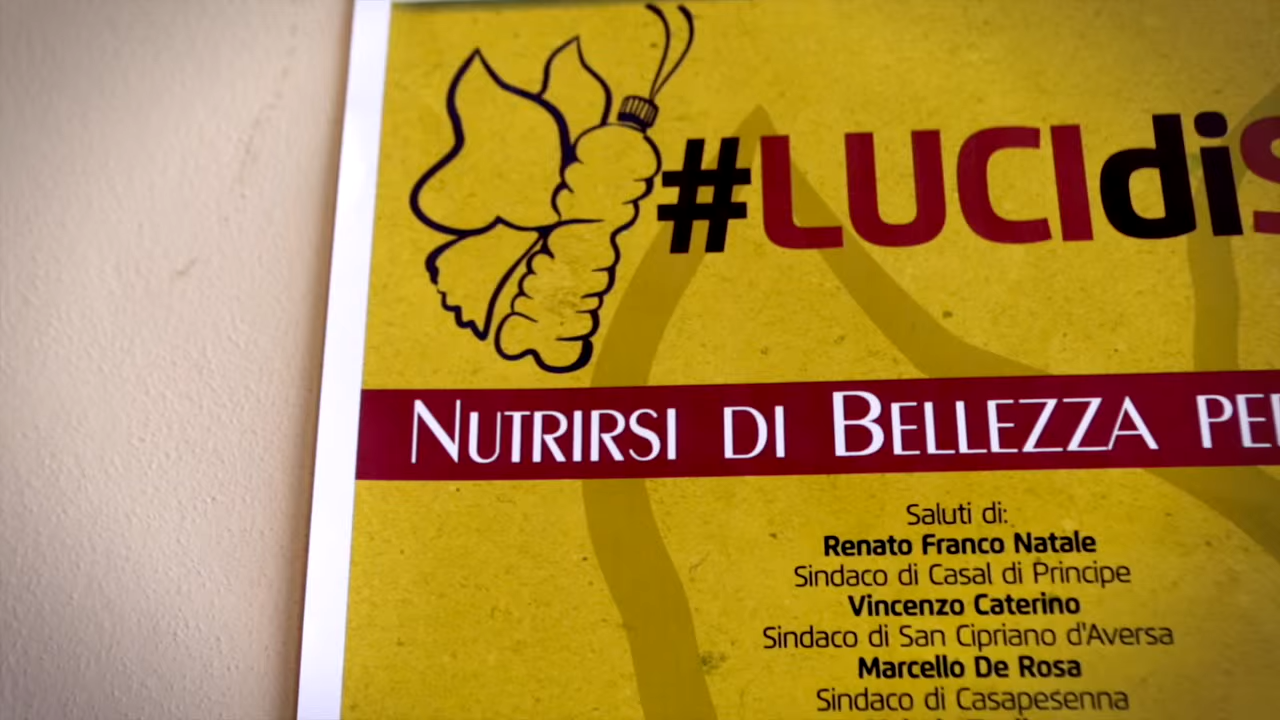 #LUCIdiS
NUTRIRSI DI BELLEZZA PE
Saluti di:
Renato Franco Natale
Sindaco di Casal di Principe
Vincenzo Caterino
Sindaco di San Cipriano d'Aversa
Marcello De Rosa
Sindaco di Casapesenna